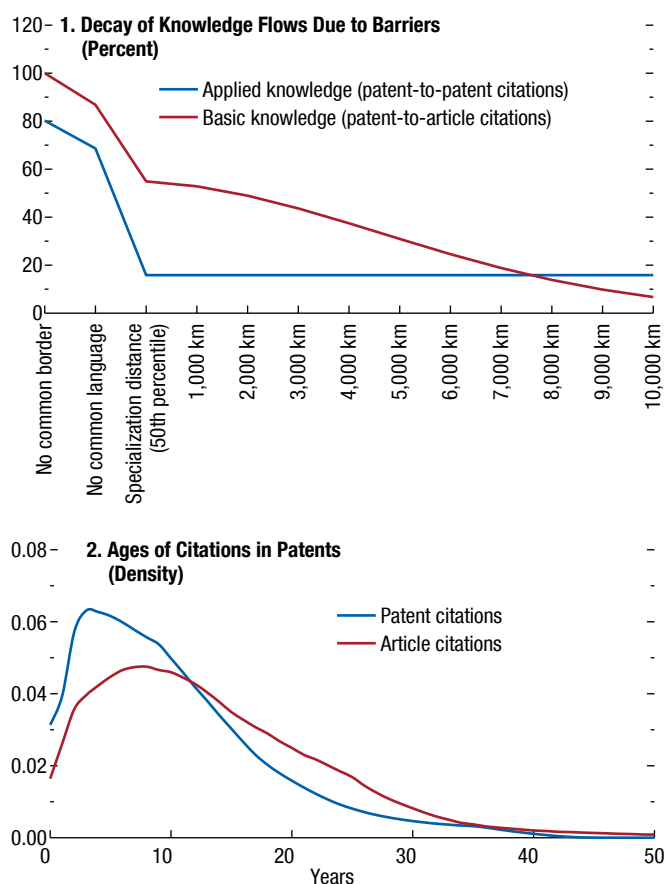 1. Decay of Knowledge Flows Due to Barriers
(Percent)
120
100
80
60
40
20
0
Applied knowledge (patent-to-patent citations)
Basic knowledge (patent-to-article citations)
No common border
No common language
Specialization distance
(50th percentile)
1,000 km
2,000 km
3,000 km
4,000 km
5,000 km
6,000 km
7,000 km
8,000 km
9,000 km
10,000 km
2. Ages of Citations in Patents
(Density)
0.08
0.06
0.04
0.02
0.00
Patent citations
Article citations
0
10
20
30
40
50
Years